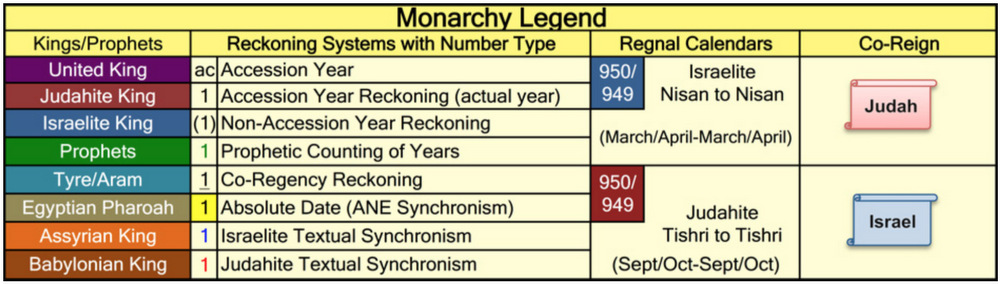 Monarchy Legend
Kings/Prophets Reckoning Systems with Number Type Regnal Calendars Co-Reign
United King ac Accession Year
Judahite King 1 Accession Year Reckoning (actual year)
Israelite King (1) Non-Accession Year Reckoning
Prophets 1 Prophetic Counting of Years
Tyre/Aram 1 Co-Regency Reckoning
Egyptian Pharoah 1 Absolute Date (ANE Synchronism)
Assyrian King 1 Israelite Textual Synchronism
Babylonian King 1 Judahite Textual Synchronism
950/
949
Israelite
Nisan to Nisan
(March/April-March/April)
950/
949
Judahite
Tishri to Tishri
(Sept/Oct-Sept/Oct)
Judah
Israel